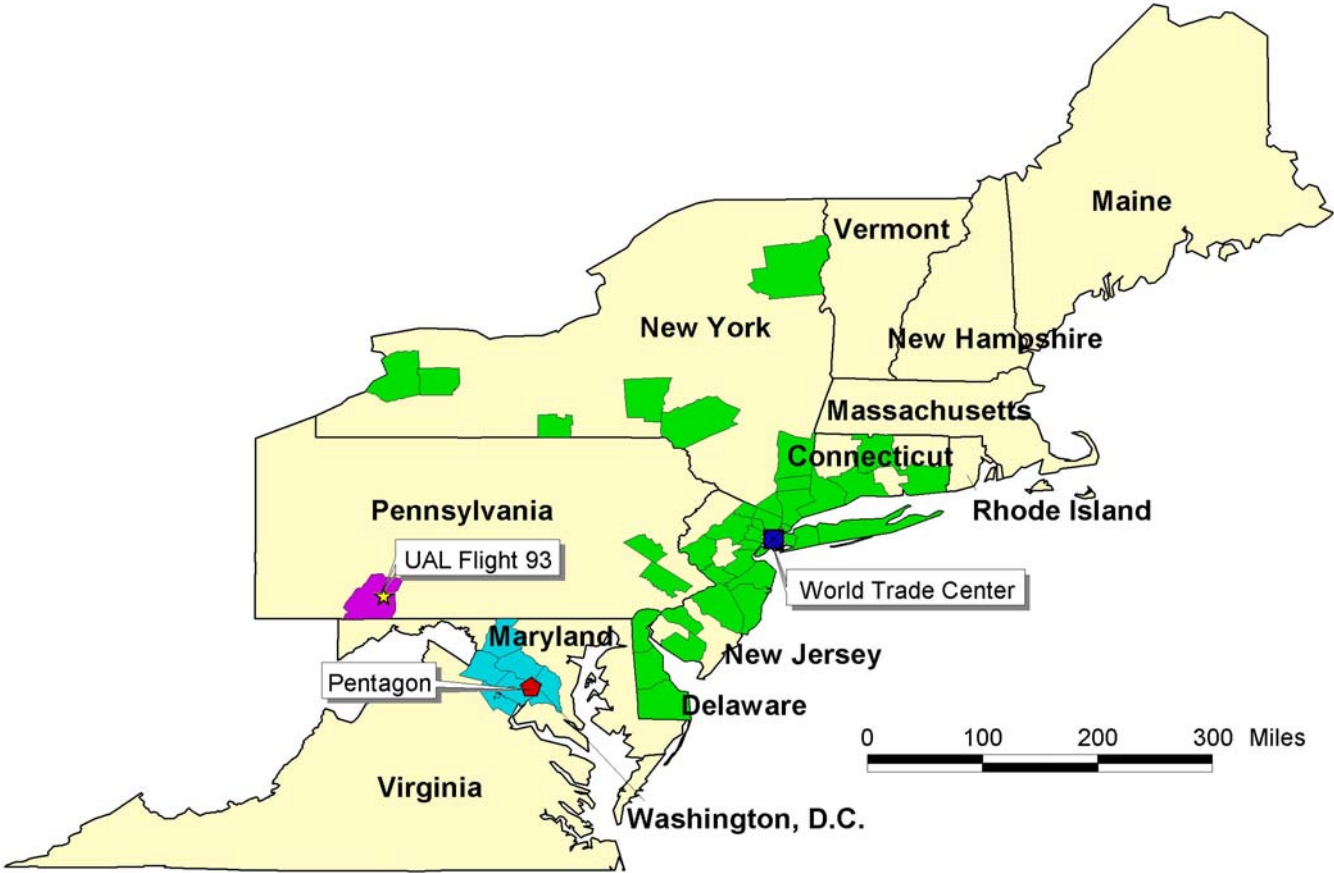 Maine
Vermont
New York
New Hampshire
Massachusetts
Connecticut
Pennsylvania
Rhode Island
UAL Flight 93
World Trade Center
Maryland
New Jersey
Pentagon
Delaware
0 100 200 300 Miles
Virginia
Washington, D.C.